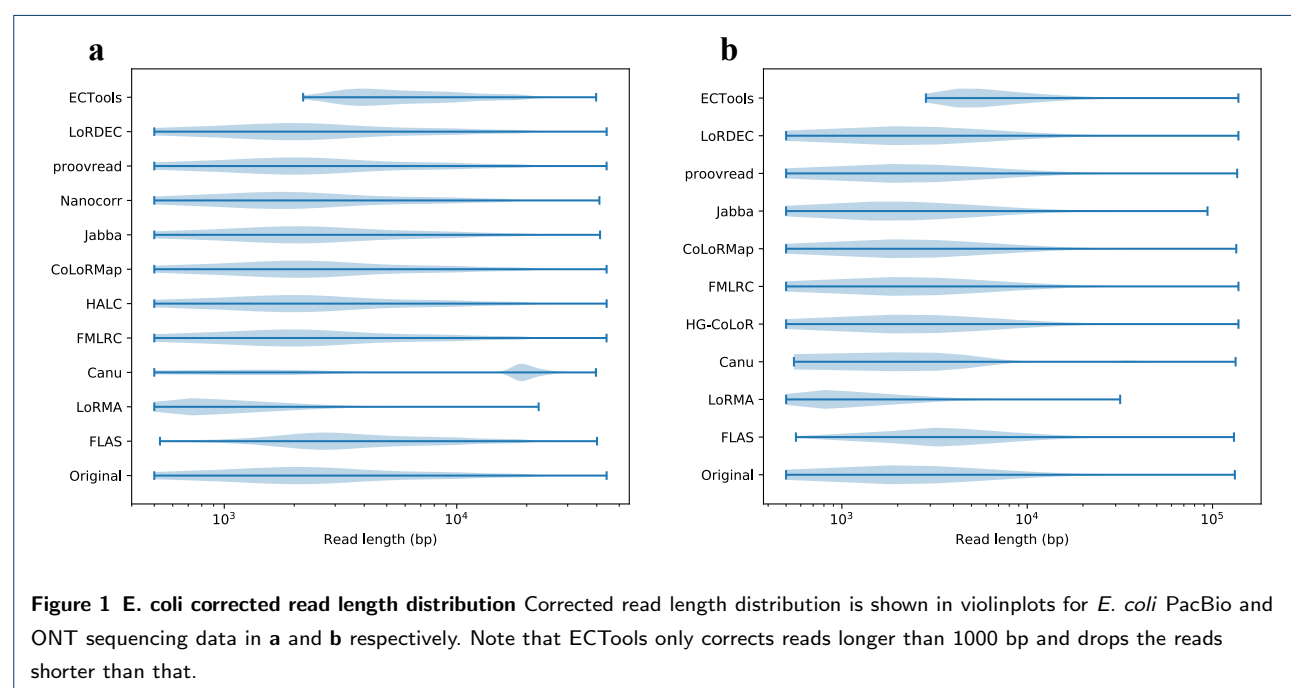 a
ECTools
LoRDEC
proovread
Nanocorr
Jabba
CoLoRMap
HALC
FMLRC
Canu
LoRMA
FLAS
Original
10³
10⁴
Read length (bp)
b
ECTools
LoRDEC
proovread
Jabba
CoLoRMap
FMLRC
HG-CoLoR
Canu
LoRMA
FLAS
Original
10³
10⁴
10⁵
Read length (bp)
Figure 1 E. coli corrected read length distribution Corrected read length distribution is shown in violinplots for E. coli PacBio and
ONT sequencing data in a and b respectively. Note that ECTools only corrects reads longer than 1000 bp and drops the reads
shorter than that.